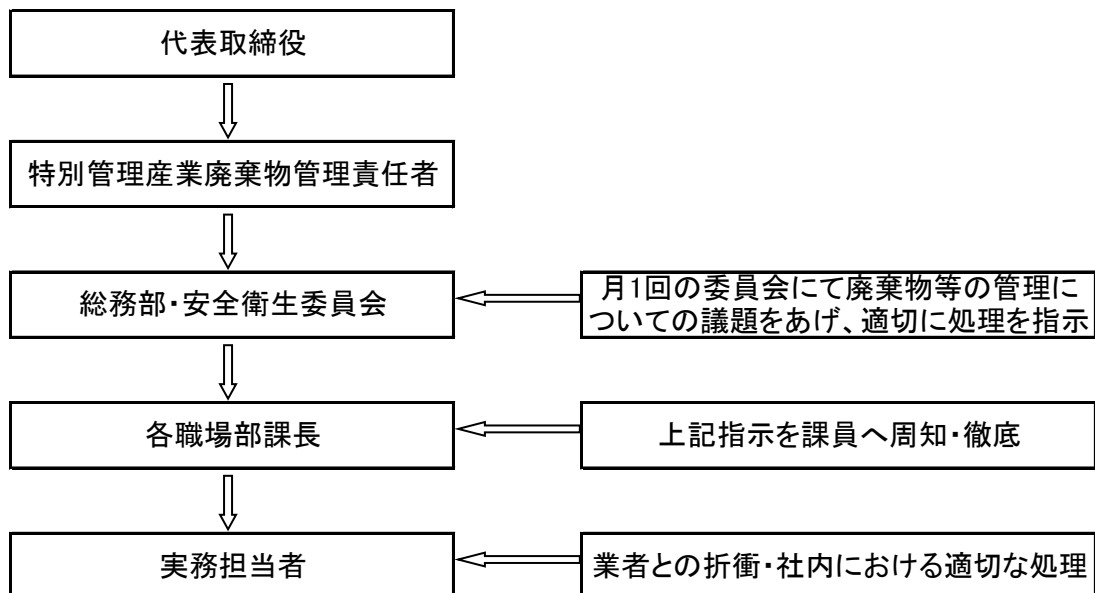 代表取締役
特別管理産業廃棄物管理責任者
総務部・安全衛生委員会
月1回の委員会にて廃棄物等の管理に
ついての議題をあげ、適切に処理を指示
各職場部課長
上記指示を課員へ周知・徹底
実務担当者
業者との折衝・社内における適切な処理